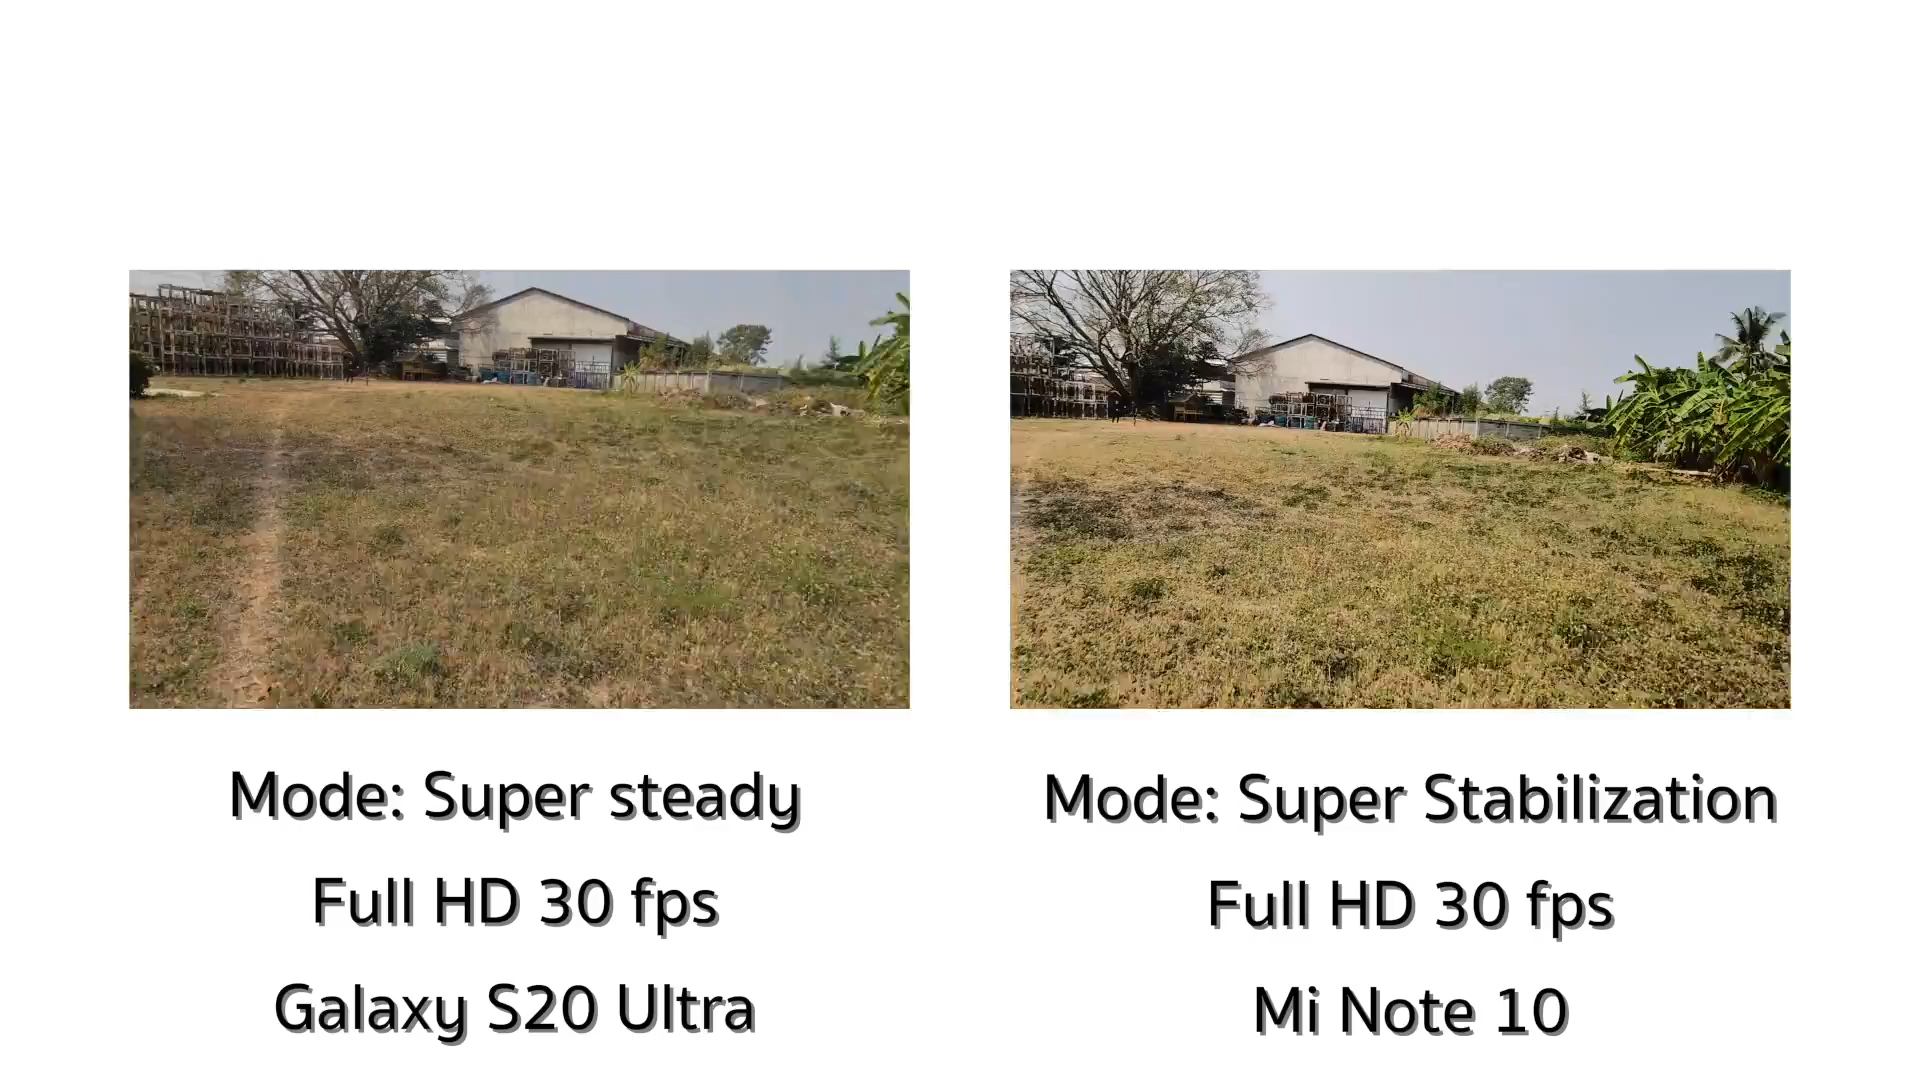 Mode: Super steady
Full HD 30 fps
Galaxy S20 Ultra
Mode: Super Stabilization
Full HD 30 fps
Mi Note 10